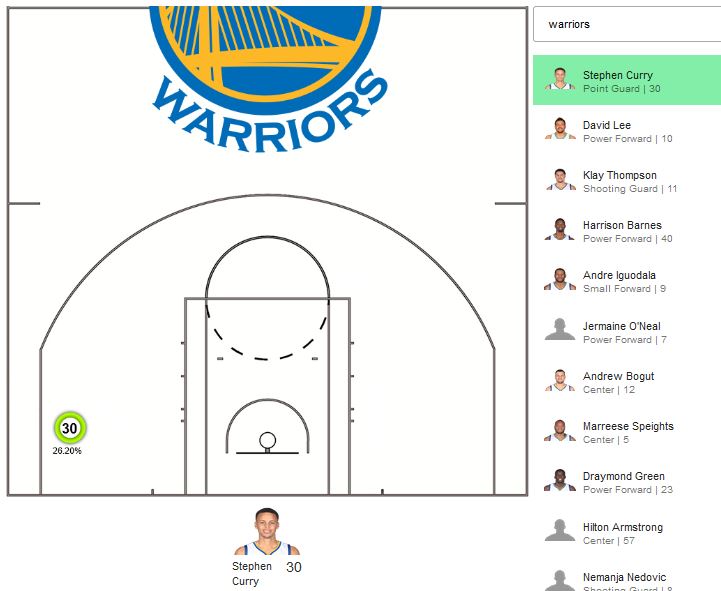 WARRIORS
30
26.20%
Stephen
Curry
30
warriors
Stephen Curry
Point Guard | 30
David Lee
Power Forward | 10
Klay Thompson
Shooting Guard | 11
Harrison Barnes
Power Forward | 40
Andre Iguodala
Small Forward | 9
Jermaine O'Neal
Power Forward | 7
Andrew Bogut
Center | 12
Marreese Speights
Center | 5
Draymond Green
Power Forward | 23
Hilton Armstrong
Center | 57
Nemanja Nedovic
Shooting Guard | 8